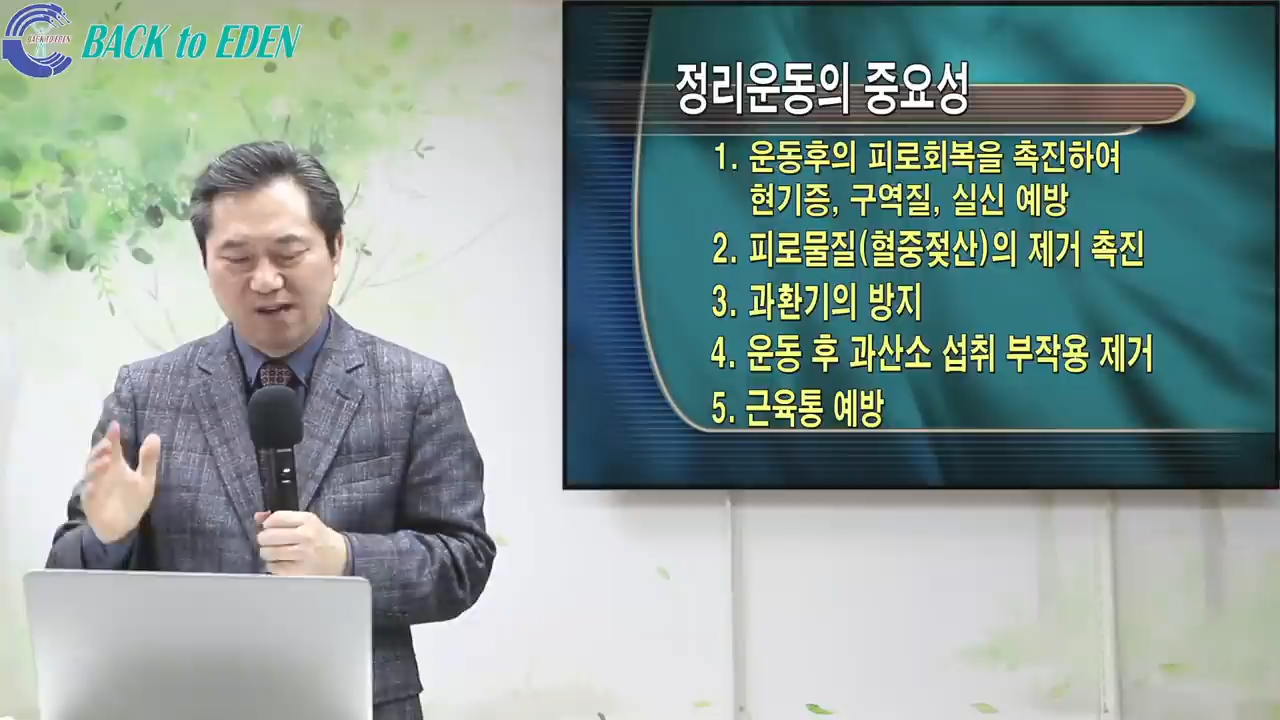 BACK to EDEN
BACK TO EDEN
정리운동의 중요성
1. 운동후의 피로회복을 촉진하여
현기증, 구역질, 실신 예방
2. 피로물질(혈중젖산)의 제거 촉진
3. 과환기의 방지
4. 운동 후 과산소 섭취 부작용 제거
5. 근육통 예방